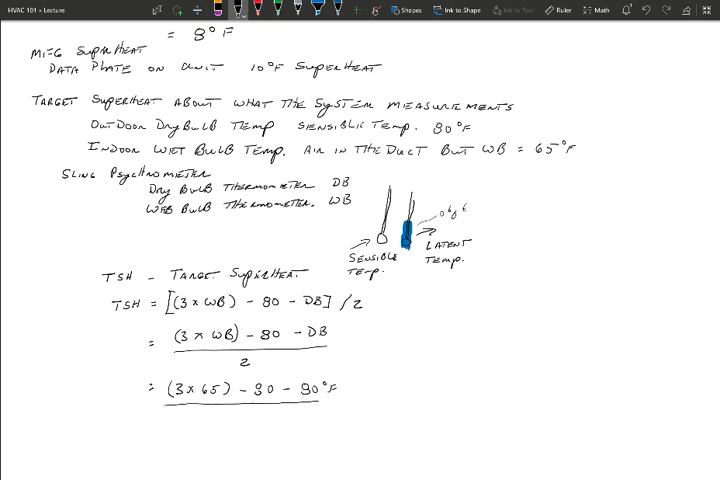 HVAC 101 » Lecture
Shapes Ink to Shape Ink to Text Ruler Math
= 8° F
MFG SUPERHEAT
DATA PLATE ON UNIT 10°F SUPERHEAT
TARGET SUPERHEAT ABOUT WHAT THE SYSTEM MEASUREMENTS
OUTDOOR DRY BULB TEMP SENSIBLE TEMP. 80°F
INDOOR WET BULB TEMP. AIR IN THE DUCT BUT WB = 65°F
SLING PSYCHROMETER
DRY BULB THERMOMETER DB
WEB BULB THERMOMETER. WB
SENSIBLE TEMP.
LATENT TEMP.
TSH - TARGET SUPERHEAT.
TSH = [(3 x WB) - 80 - DB] / 2
= (3 x WB) - 80 - DB
2
= (3 x 65) - 80 - 80°F